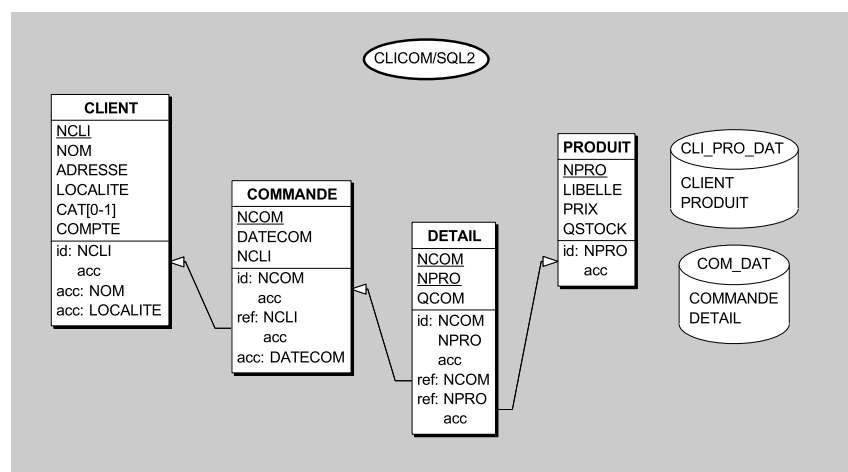 CLICOM/SQL2
CLIENT
NCLI
NOM
ADRESSE
LOCALITE
CAT[0-1]
COMPTE
id: NCLI
acc
acc: NOM
acc: LOCALITE
COMMANDE
NCOM
DATECOM
NCLI
id: NCOM
acc
ref: NCLI
acc
acc: DATECOM
DETAIL
NCOM
NPRO
QCOM
id: NCOM
NPRO
acc
ref: NCOM
ref: NPRO
acc
PRODUIT
NPRO
LIBELLE
PRIX
QSTOCK
id: NPRO
acc
CLI_PRO_DAT
CLIENT
PRODUIT
COM_DAT
COMMANDE
DETAIL